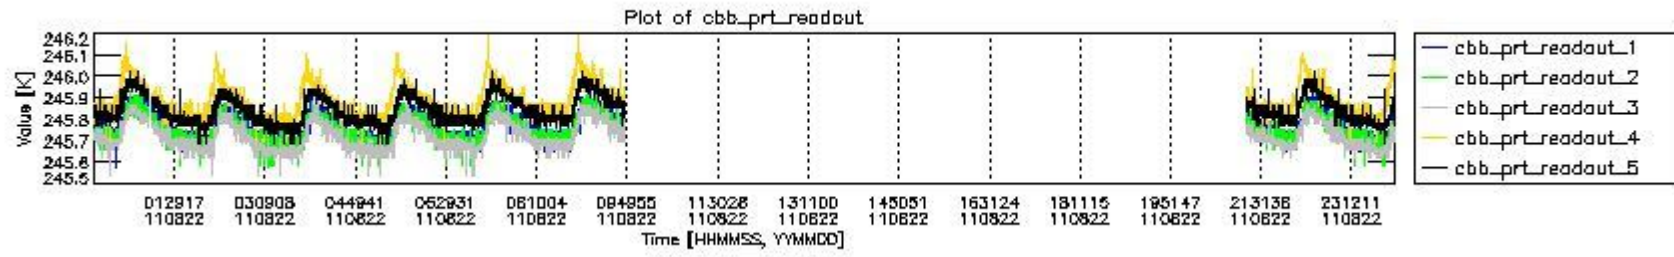 Plot of cbb_prt_readout
Value [K]
246.2
246.1
246.0
245.9
245.8
245.7
245.6
245.5
012917 030908 044941 062931 081004 094955 113028 131100 145051 163124 181115 195147 213138 231211
110822 110822 110822 110822 110822 110822 110822 110822 110822 110822 110822 110822 110822 110822
Time [HHMMSS, YYMMDD]
cbb_prt_readout_1
cbb_prt_readout_2
cbb_prt_readout_3
cbb_prt_readout_4
cbb_prt_readout_5